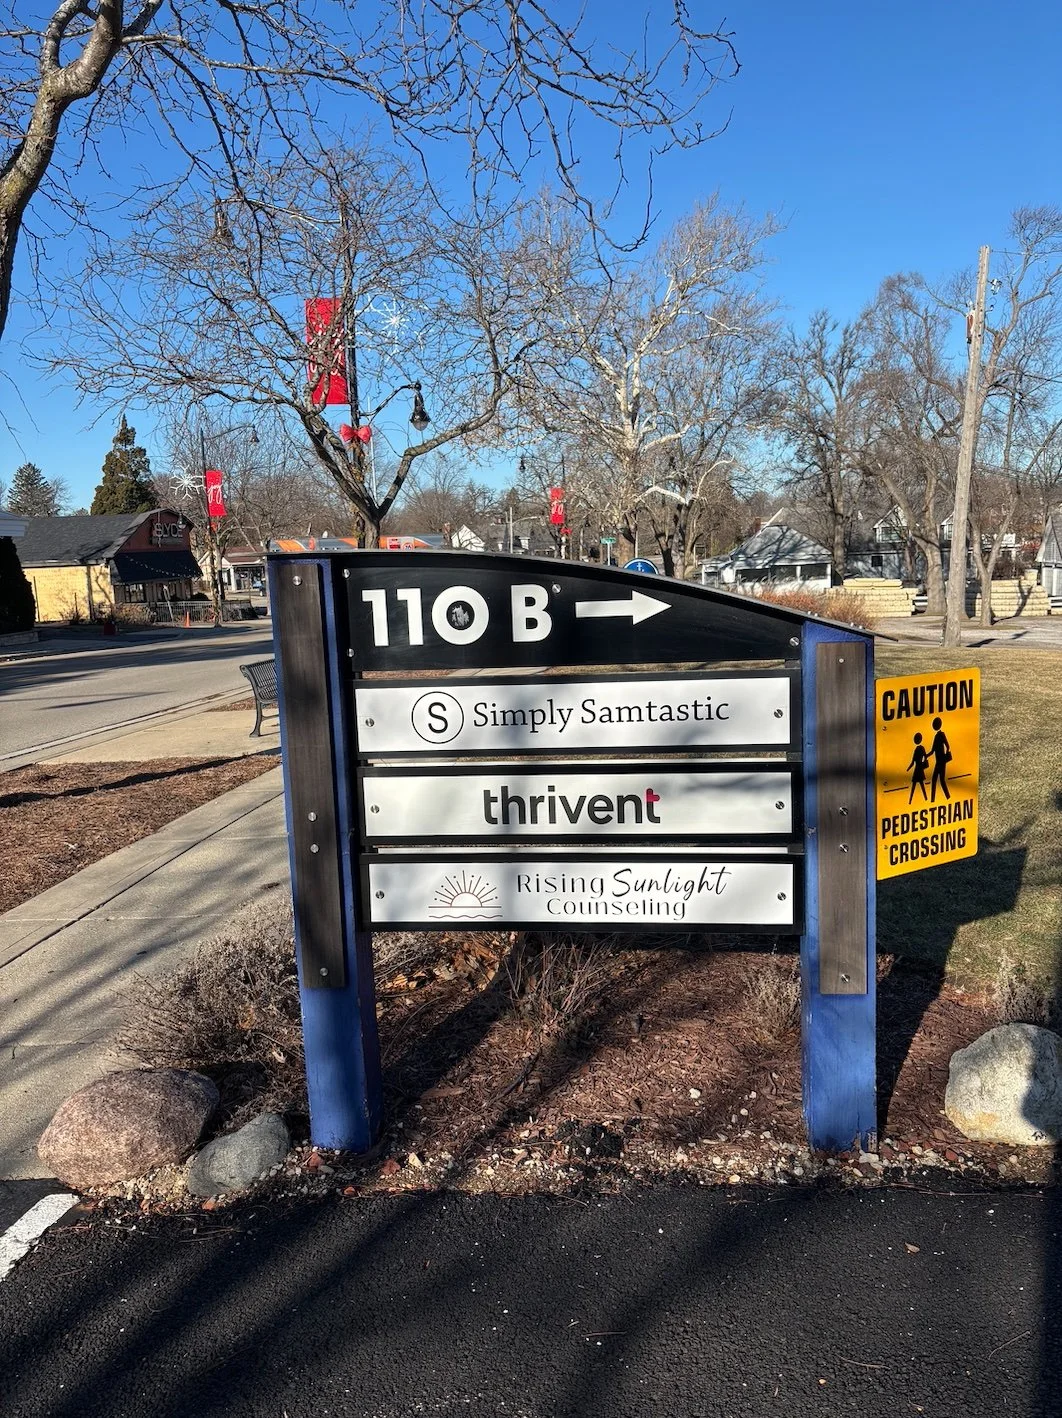 110 B →
S Simply Samtastic
thrivent
Rising Sunlight
Counseling
CAUTION
PEDESTRIAN
CROSSING